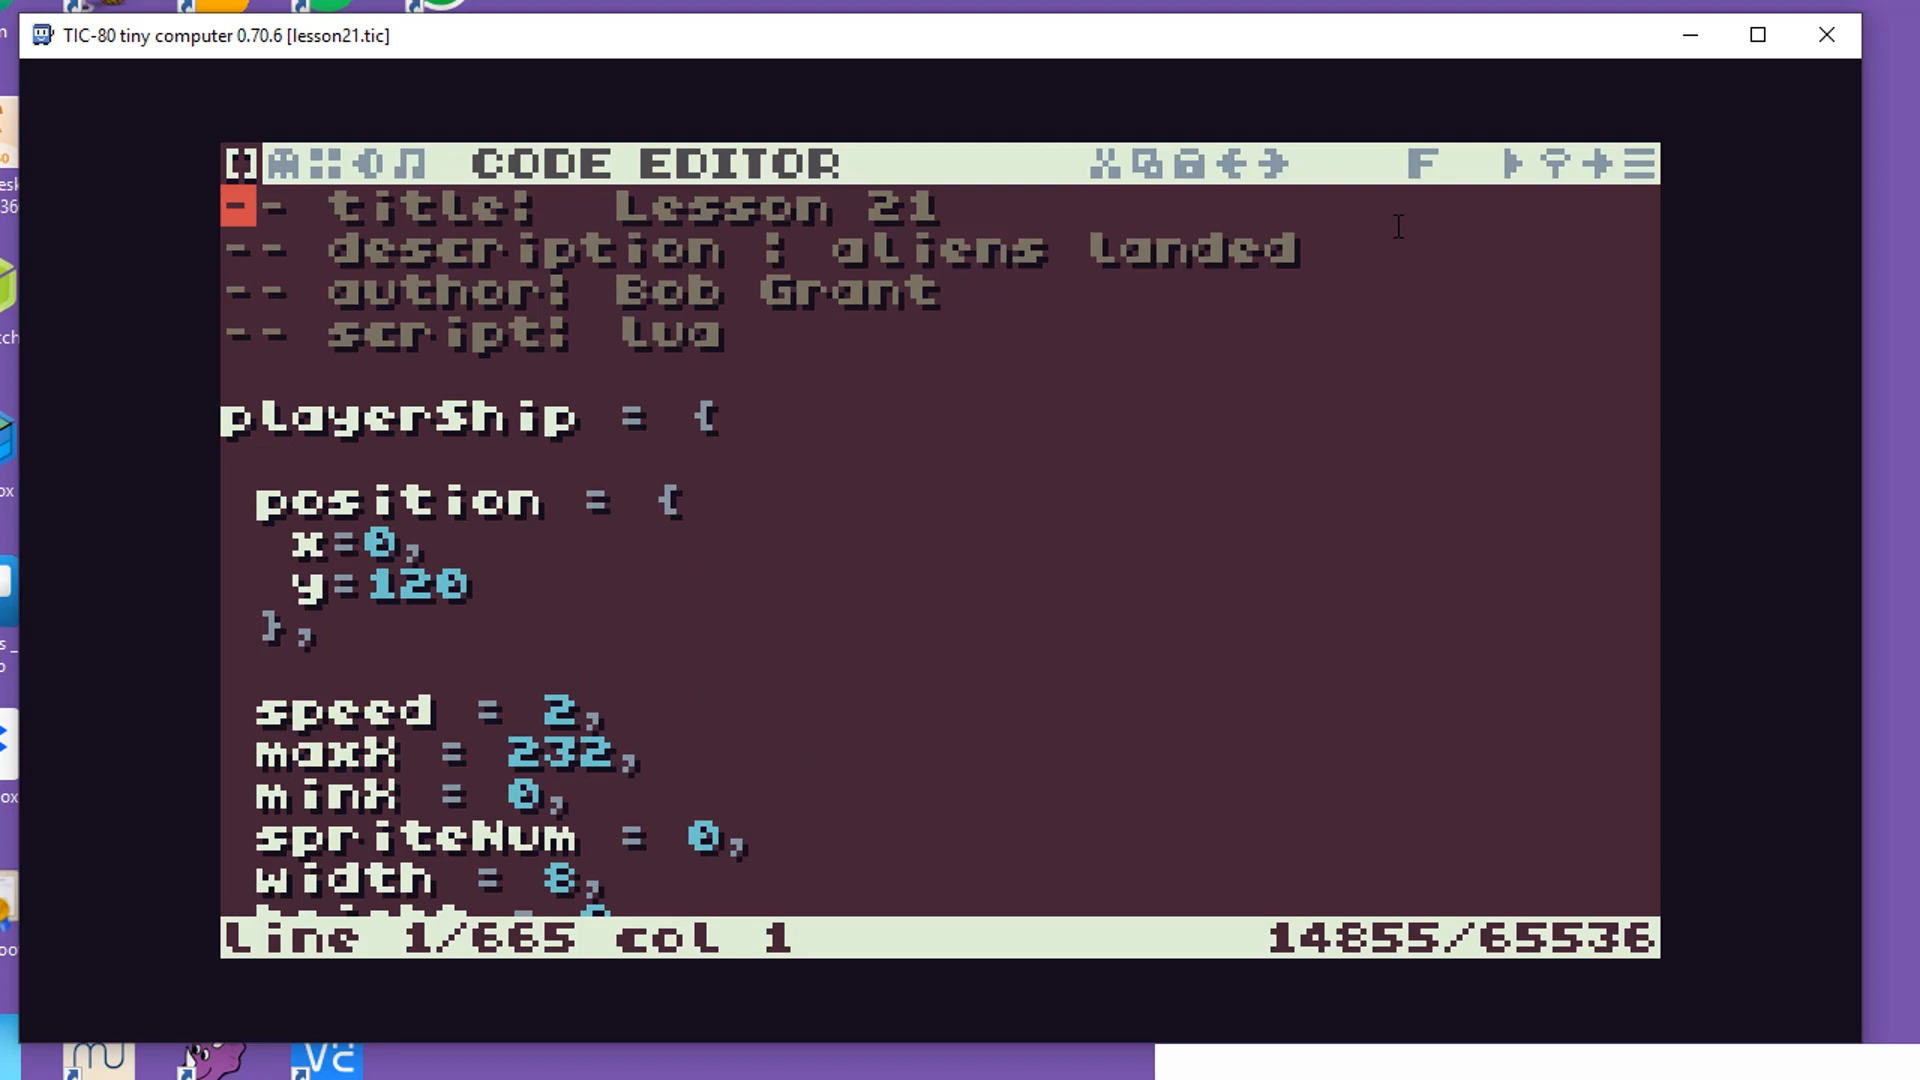 TIC-80 tiny computer 0.70.6 [lesson21.tic]
CODE EDITOR
F
-- title:  Lesson 21
-- description : aliens landed
-- author: Bob Grant
-- script:  lua
playerShip = {
position = {
x=0,
y=120
},
speed = 2,
maxX = 232,
minX = 0,
spriteNum = 0,
width = 8,
line 1/665 col 1
14855/65536